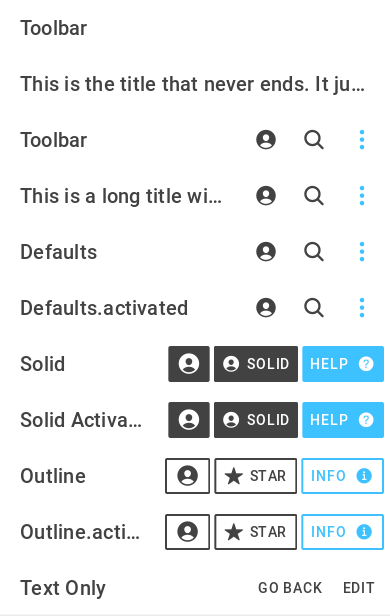 Toolbar
This is the title that never ends. It ju...
Toolbar
This is a long title wi...
Defaults
Defaults.activated
Solid SOLID HELP
Solid Activa... SOLID HELP
Outline STAR INFO
Outline.acti... STAR INFO
Text Only GO BACK EDIT